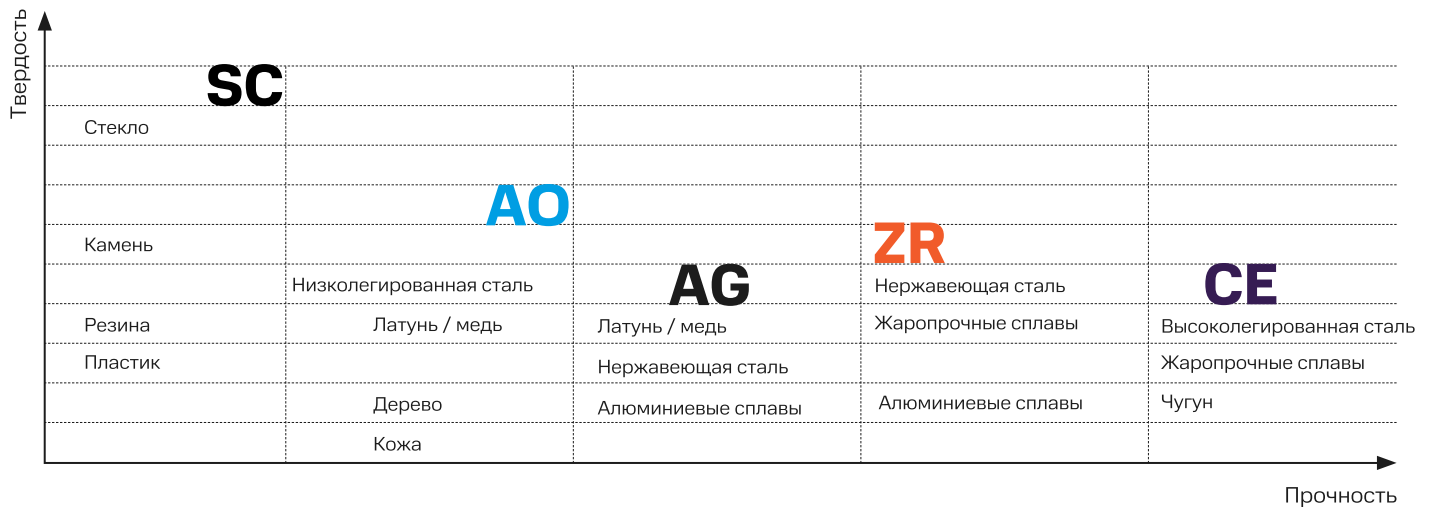 Твердость
SC
Стекло
AO
Камень
ZR
AG
CE
Низколегированная сталь
Нержавеющая сталь
Резина
Латунь / медь
Латунь / медь
Жаропрочные сплавы
Высоколегированная сталь
Пластик
Нержавеющая сталь
Жаропрочные сплавы
Дерево
Алюминиевые сплавы
Алюминиевые сплавы
Чугун
Кожа
Прочность